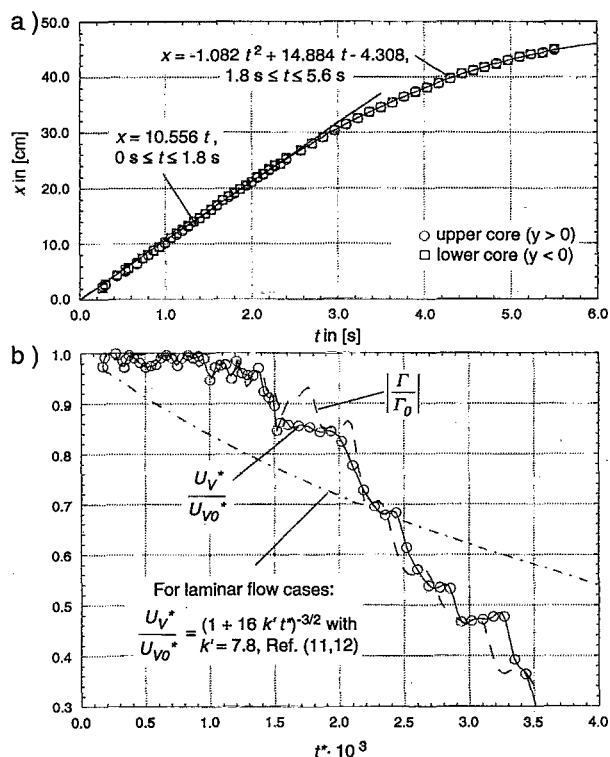 a)
50.0
40.0
30.0
20.0
10.0
0.0
x in [cm]
x = -1.082 t² + 14.884 t - 4.308,
1.8 s ≤ t ≤ 5.6 s
x = 10.556 t,
0 s ≤ t ≤ 1.8 s
○ upper core (y > 0)
□ lower core (y < 0)
0.0 1.0 2.0 3.0 4.0 5.0 6.0
t in [s]
b)
1.0
0.9
0.8
0.7
0.6
0.5
0.4
0.3
|Γ/Γ₀|
U_V*
U_V0*
For laminar flow cases:
U_V*/U_V0* = (1 + 16 k' t*)^-3/2 with
k' = 7.8, Ref. (11,12)
0.0 0.5 1.0 1.5 2.0 2.5 3.0 3.5 4.0
t* · 10³